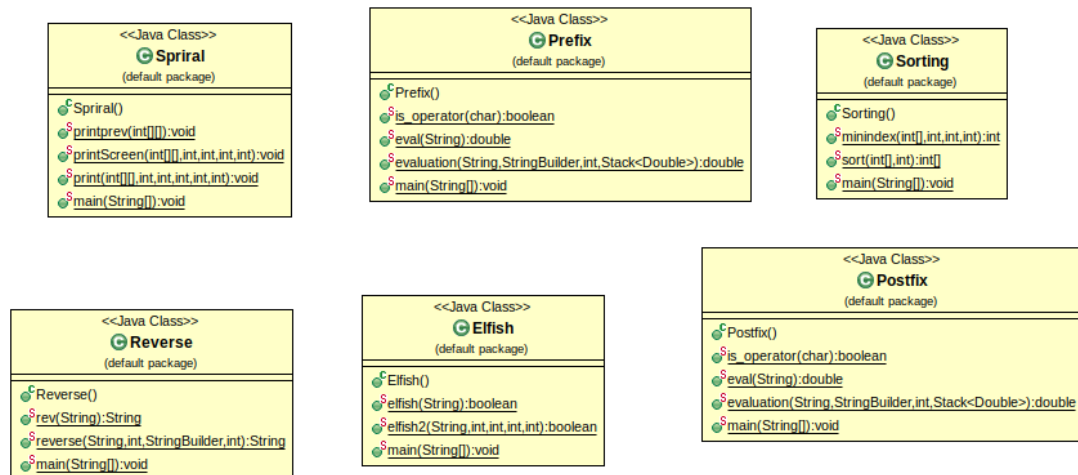 <<Java Class>>
Spriral
(default package)
Spriral()
printprev(int[][]):void
printScreen(int[][],int,int,int,int):void
print(int[][],int,int,int,int,int):void
main(String[]):void
<<Java Class>>
Prefix
(default package)
Prefix()
is_operator(char):boolean
eval(String):double
evaluation(String,StringBuilder,int,Stack<Double>):double
main(String[]):void
<<Java Class>>
Sorting
(default package)
Sorting()
minindex(int[],int,int,int):int
sort(int[],int):int[]
main(String[]):void
<<Java Class>>
Reverse
(default package)
Reverse()
rev(String):String
reverse(String,int,StringBuilder,int):String
main(String[]):void
<<Java Class>>
Elfish
(default package)
Elfish()
elfish(String):boolean
elfish2(String,int,int,int,int):boolean
main(String[]):void
<<Java Class>>
Postfix
(default package)
Postfix()
is_operator(char):boolean
eval(String):double
evaluation(String,StringBuilder,int,Stack<Double>):double
main(String[]):void